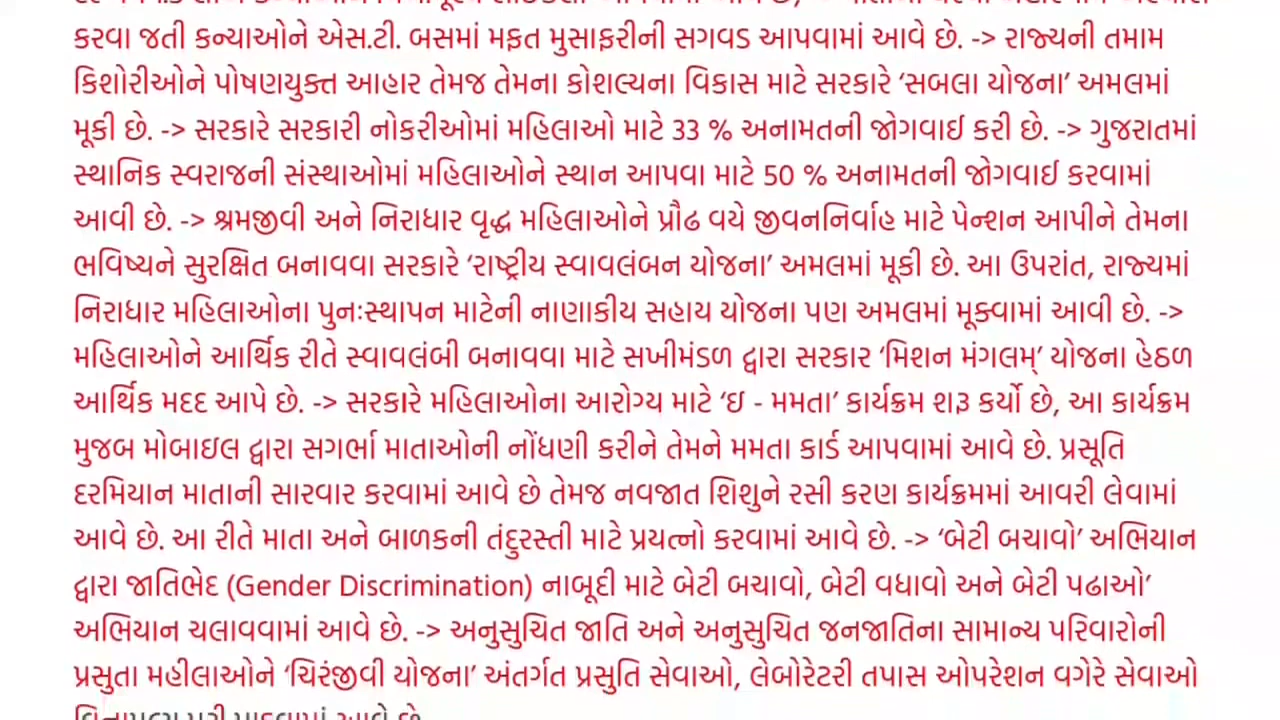 કરવા જતી કન્યાઓને એસ.ટી. બસમાં મફત મુસાફરીની સગવડ આપવામાં આવે છે. -> રાજ્યની તમામ
કિશોરીઓને પોષણયુક્ત આહાર તેમજ તેમના કોશલ્યના વિકાસ માટે સરકારે ‘સબલા યોજના’ અમલમાં
મૂકી છે. -> સરકારે સરકારી નોકરીઓમાં મહિલાઓ માટે 33 % અનામતની જોગવાઈ કરી છે. -> ગુજરાતમાં
સ્થાનિક સ્વરાજની સંસ્થાઓમાં મહિલાઓને સ્થાન આપવા માટે 50 % અનામતની જોગવાઈ કરવામાં
આવી છે. -> શ્રમજીવી અને નિરાધાર વૃદ્ધ મહિલાઓને પ્રૌઢ વયે જીવનનિર્વાહ માટે પેન્શન આપીને તેમના
ભવિષ્યને સુરક્ષિત બનાવવા સરકારે ‘રાષ્ટ્રીય સ્વાવલંબન યોજના’ અમલમાં મૂકી છે. આ ઉપરાંત, રાજ્યમાં
નિરાધાર મહિલાઓના પુનઃસ્થાપન માટેની નાણાકીય સહાય યોજના પણ અમલમાં મૂકવામાં આવી છે. ->
મહિલાઓને આર્થિક રીતે સ્વાવલંબી બનાવવા માટે સખીમંડળ દ્વારા સરકાર ‘મિશન મંગલમ્’ યોજના હેઠળ
આર્થિક મદદ આપે છે. -> સરકારે મહિલાઓના આરોગ્ય માટે ‘ઇ - મમતા’ કાર્યક્રમ શરૂ કર્યો છે, આ કાર્યક્રમ
મુજબ મોબાઇલ દ્વારા સગર્ભા માતાઓની નોંધણી કરીને તેમને મમતા કાર્ડ આપવામાં આવે છે. પ્રસૂતિ
દરમિયાન માતાની સારવાર કરવામાં આવે છે તેમજ નવજાત શિશુને રસી કરણ કાર્યક્રમમાં આવરી લેવામાં
આવે છે. આ રીતે માતા અને બાળકની તંદુરસ્તી માટે પ્રયત્નો કરવામાં આવે છે. -> ‘બેટી બચાવો’ અભિયાન
દ્વારા જાતિભેદ (Gender Discrimination) નાબૂદી માટે બેટી બચાવો, બેટી વધાવો અને બેટી પઢાઓ’
અભિયાન ચલાવવામાં આવે છે. -> અનુસુચિત જાતિ અને અનુસુચિત જનજાતિના સામાન્ય પરિવારોની
પ્રસુતા મહીલાઓને ‘ચિરંજીવી યોજના’ અંતર્ગત પ્રસુતિ સેવાઓ, લેબોરેટરી તપાસ ઓપરેશન વગેરે સેવાઓ